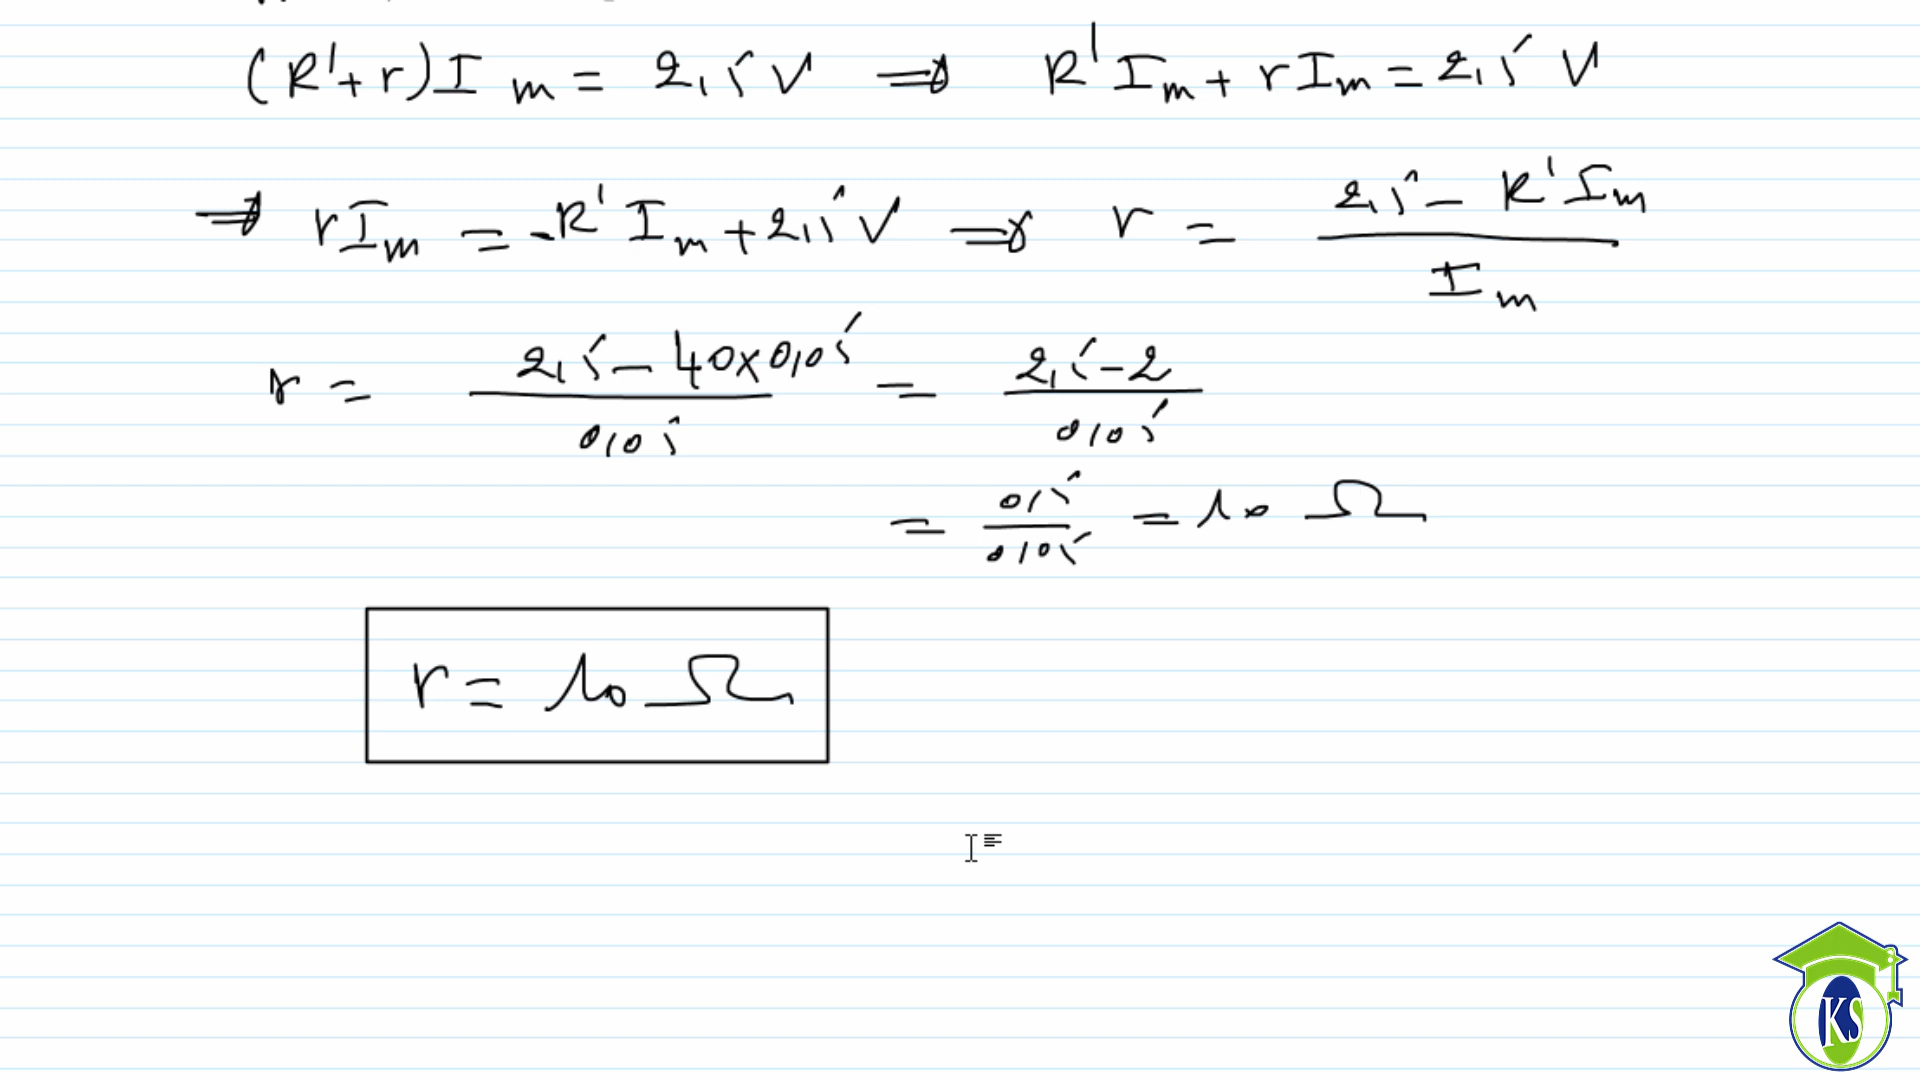 (R'+r)I m = 2,5 V ⇒ R'Im + rIm = 2,5 V
⇒ rIm = -R'Im + 2,5 V ⇒ r = (2,5 - R'Im) / Im
r = (2,5 - 40x0,05) / 0,05 = (2,5-2) / 0,05
= 0,5 / 0,05 = 10 Ω
r = 10 Ω
KS